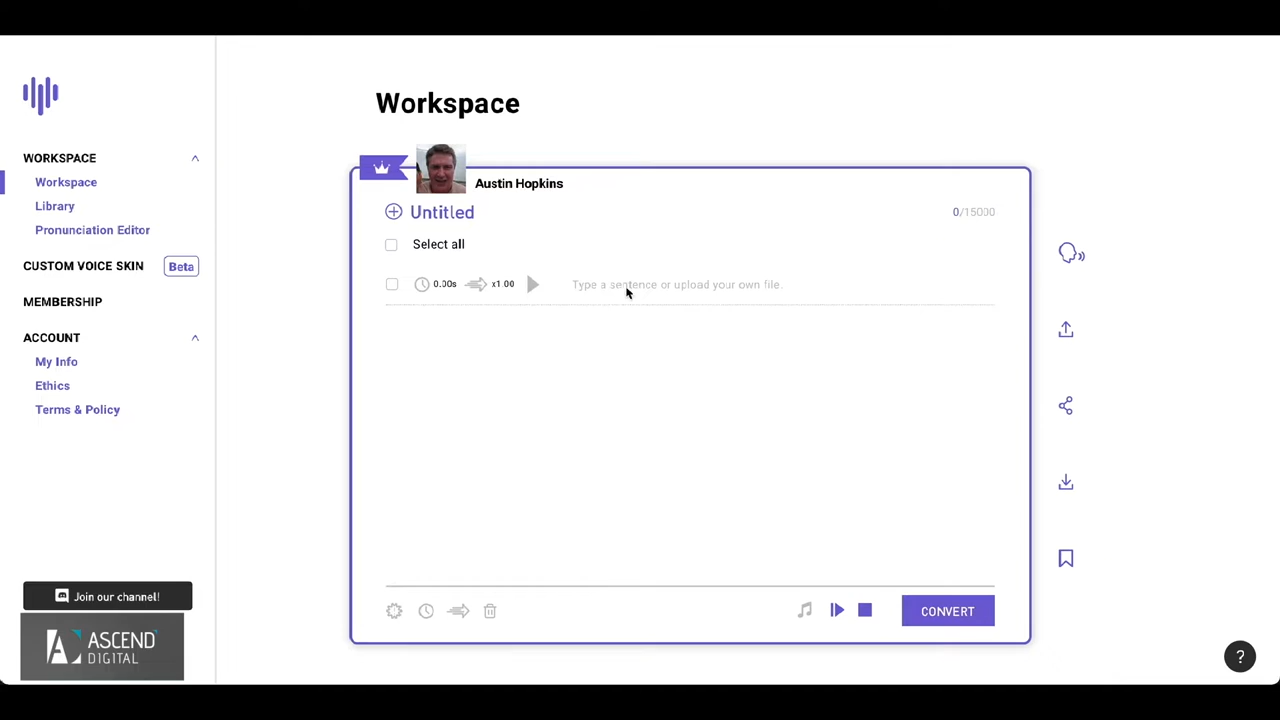 Workspace
WORKSPACE
Workspace
Library
Pronunciation Editor
CUSTOM VOICE SKIN Beta
MEMBERSHIP
ACCOUNT
My Info
Ethics
Terms & Policy
Join our channel!
ASCEND
DIGITAL
Austin Hopkins
Untitled
0/15000
Select all
0.00s x1.00 Type a sentence or upload your own file.
CONVERT
?